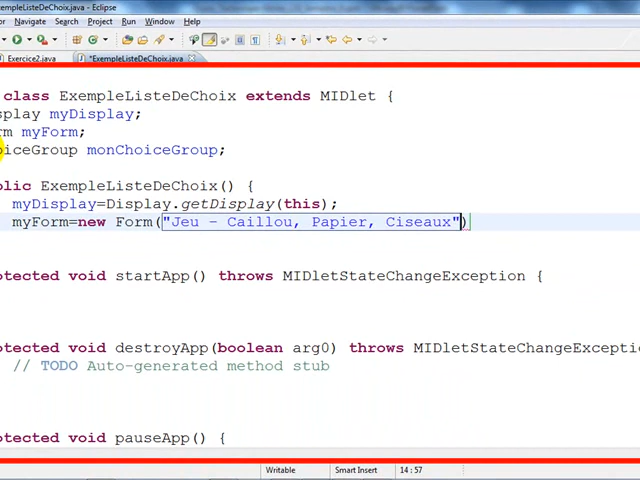 ExempleListeDeChoix.java - Eclipse
Navigate Search Project Run Window Help
Exercice2.java *ExempleListeDeChoix.java
class ExempleListeDeChoix extends MIDlet {
splay myDisplay;
rm myForm;
oiceGroup monChoiceGroup;
blic ExempleListeDeChoix() {
myDisplay=Display.getDisplay(this);
myForm=new Form("Jeu - Caillou, Papier, Ciseaux")
otected void startApp() throws MIDletStateChangeException {
otected void destroyApp(boolean arg0) throws MIDletStateChangeExceptio
// TODO Auto-generated method stub
otected void pauseApp() {
Writable Smart Insert 14 : 57